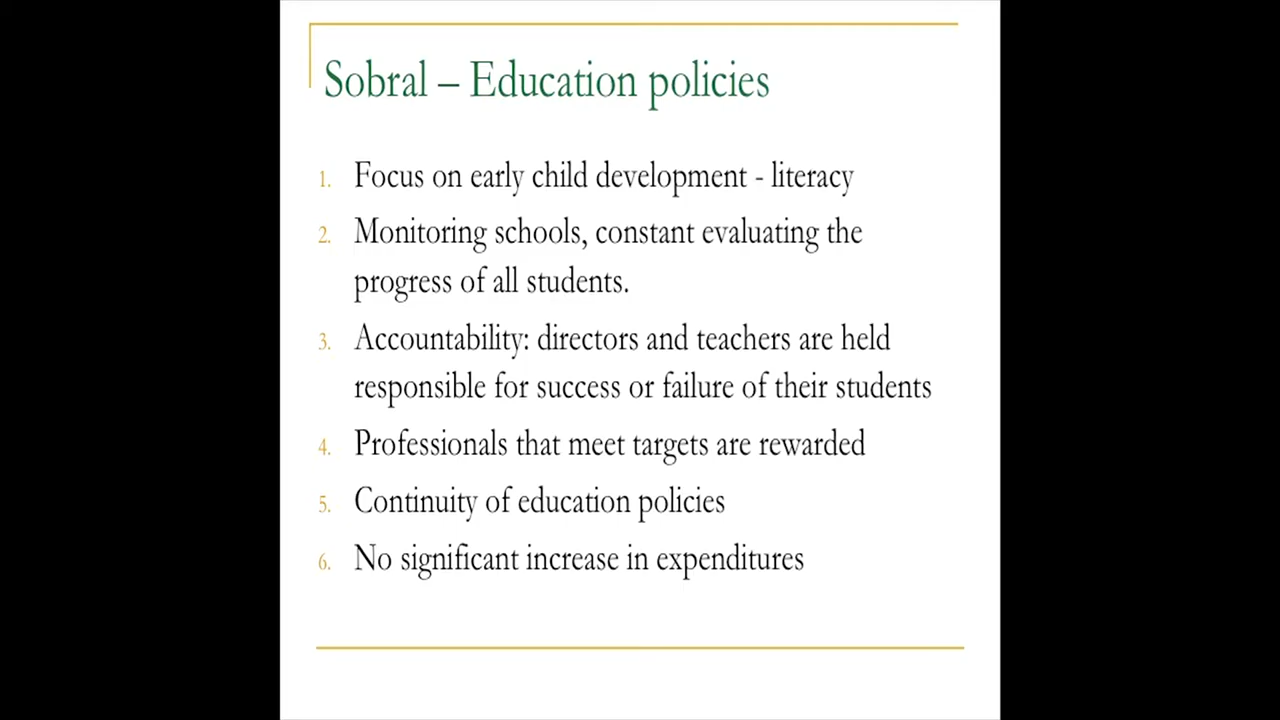 Sobral – Education policies
1. Focus on early child development - literacy
2. Monitoring schools, constant evaluating the
progress of all students.
3. Accountability: directors and teachers are held
responsible for success or failure of their students
4. Professionals that meet targets are rewarded
5. Continuity of education policies
6. No significant increase in expenditures